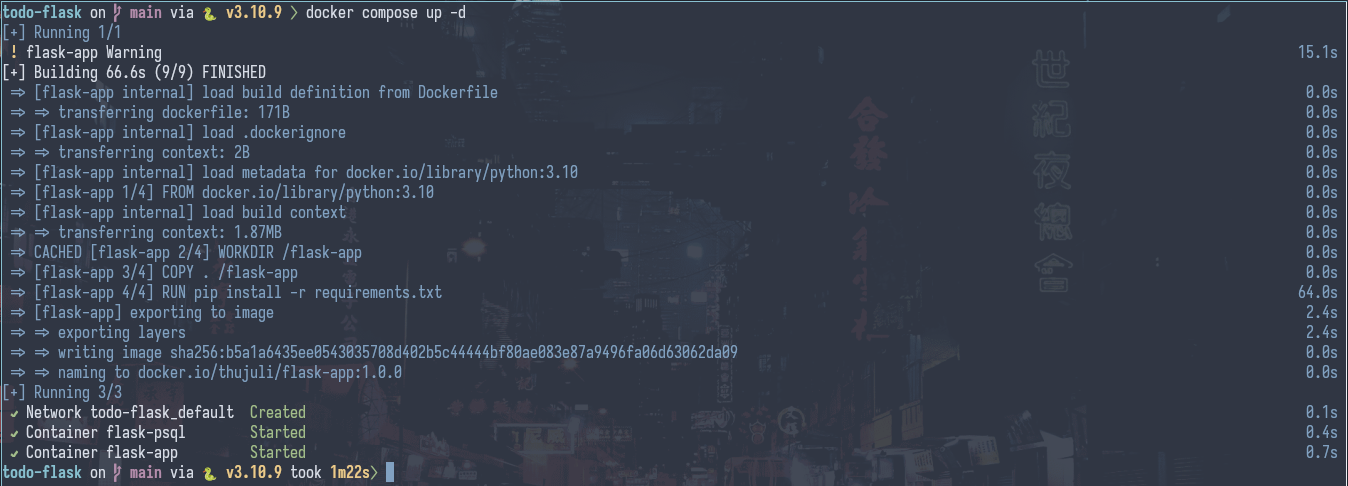 todo-flask on main via v3.10.9 > docker compose up -d
[+] Running 1/1
! flask-app Warning 15.1s
[+] Building 66.6s (9/9) FINISHED
=> [flask-app internal] load build definition from Dockerfile 0.0s
=> => transferring dockerfile: 171B 0.0s
=> [flask-app internal] load .dockerignore 0.0s
=> => transferring context: 2B 0.0s
=> [flask-app internal] load metadata for docker.io/library/python:3.10 0.0s
=> [flask-app 1/4] FROM docker.io/library/python:3.10 0.0s
=> [flask-app internal] load build context 0.0s
=> => transferring context: 1.87MB 0.0s
=> CACHED [flask-app 2/4] WORKDIR /flask-app 0.0s
=> [flask-app 3/4] COPY . /flask-app 0.0s
=> [flask-app 4/4] RUN pip install -r requirements.txt 64.0s
=> [flask-app] exporting to image 2.4s
=> => exporting layers 2.4s
=> => writing image sha256:b5a1a6435ee0543035708d402b5c44444bf80ae083e87a9496fa06d63062da09 0.0s
=> => naming to docker.io/thujuli/flask-app:1.0.0 0.0s
[+] Running 3/3
✔ Network todo-flask_default Created 0.1s
✔ Container flask-psql Started 0.4s
✔ Container flask-app Started 0.7s
todo-flask on main via v3.10.9 took 1m22s>
世紀夜總會